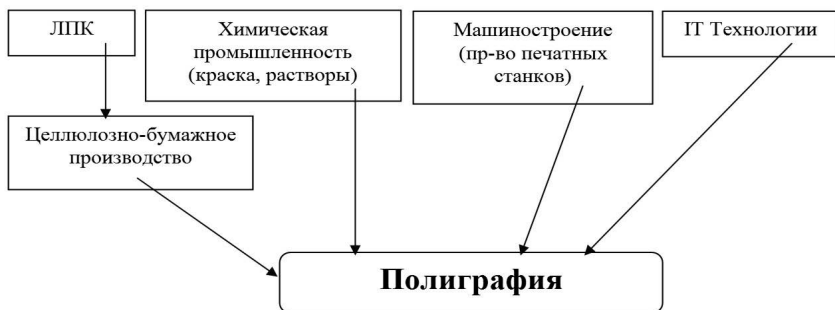 ЛПК
Химическая
промышленность
(краска, растворы)
Машиностроение
(пр-во печатных
станков)
IT Технологии
Целлюлозно-бумажное
производство
Полиграфия